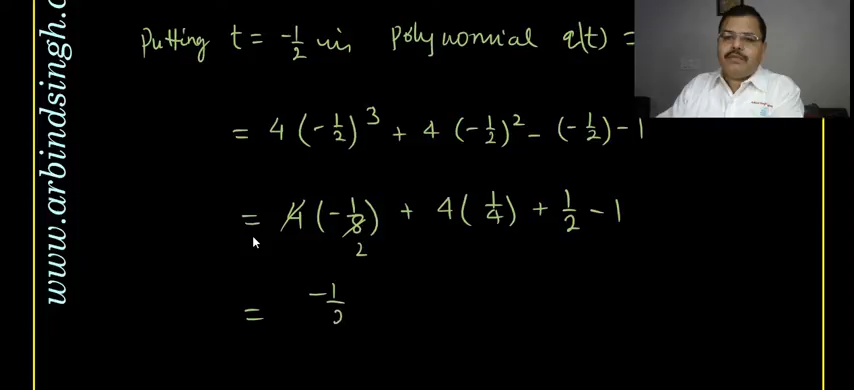 Putting t = -1/2 in polynomial q(t) =
= 4 (-1/2)³ + 4 (-1/2)² - (-1/2) - 1
= 4 (-1/8) + 4 (1/4) + 1/2 - 1
2
= -1/2
www.arbindsingh.c